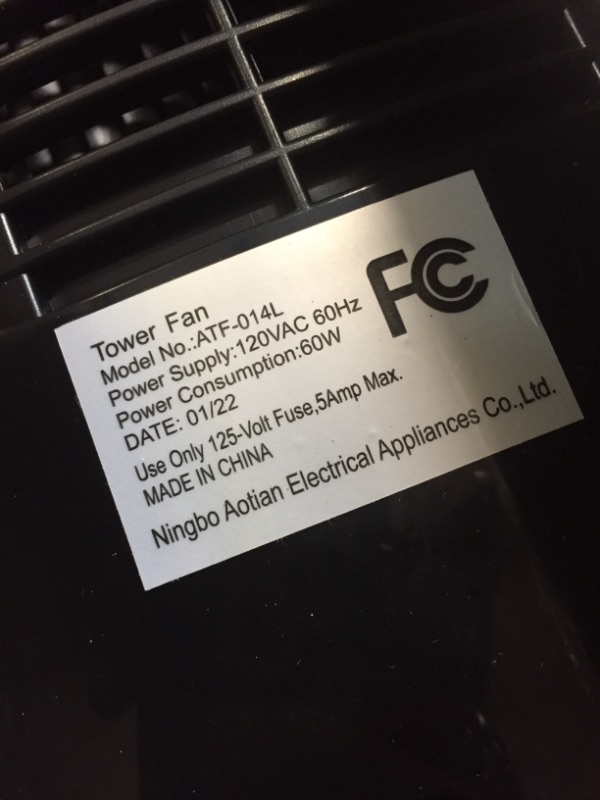 Tower Fan
Model No.:ATF-014L
Power Supply:120VAC 60Hz
Power Consumption:60W
DATE: 01/22
FC
Use Only 125-Volt Fuse,5Amp Max.
MADE IN CHINA
Ningbo Aotian Electrical Appliances Co.,Ltd.